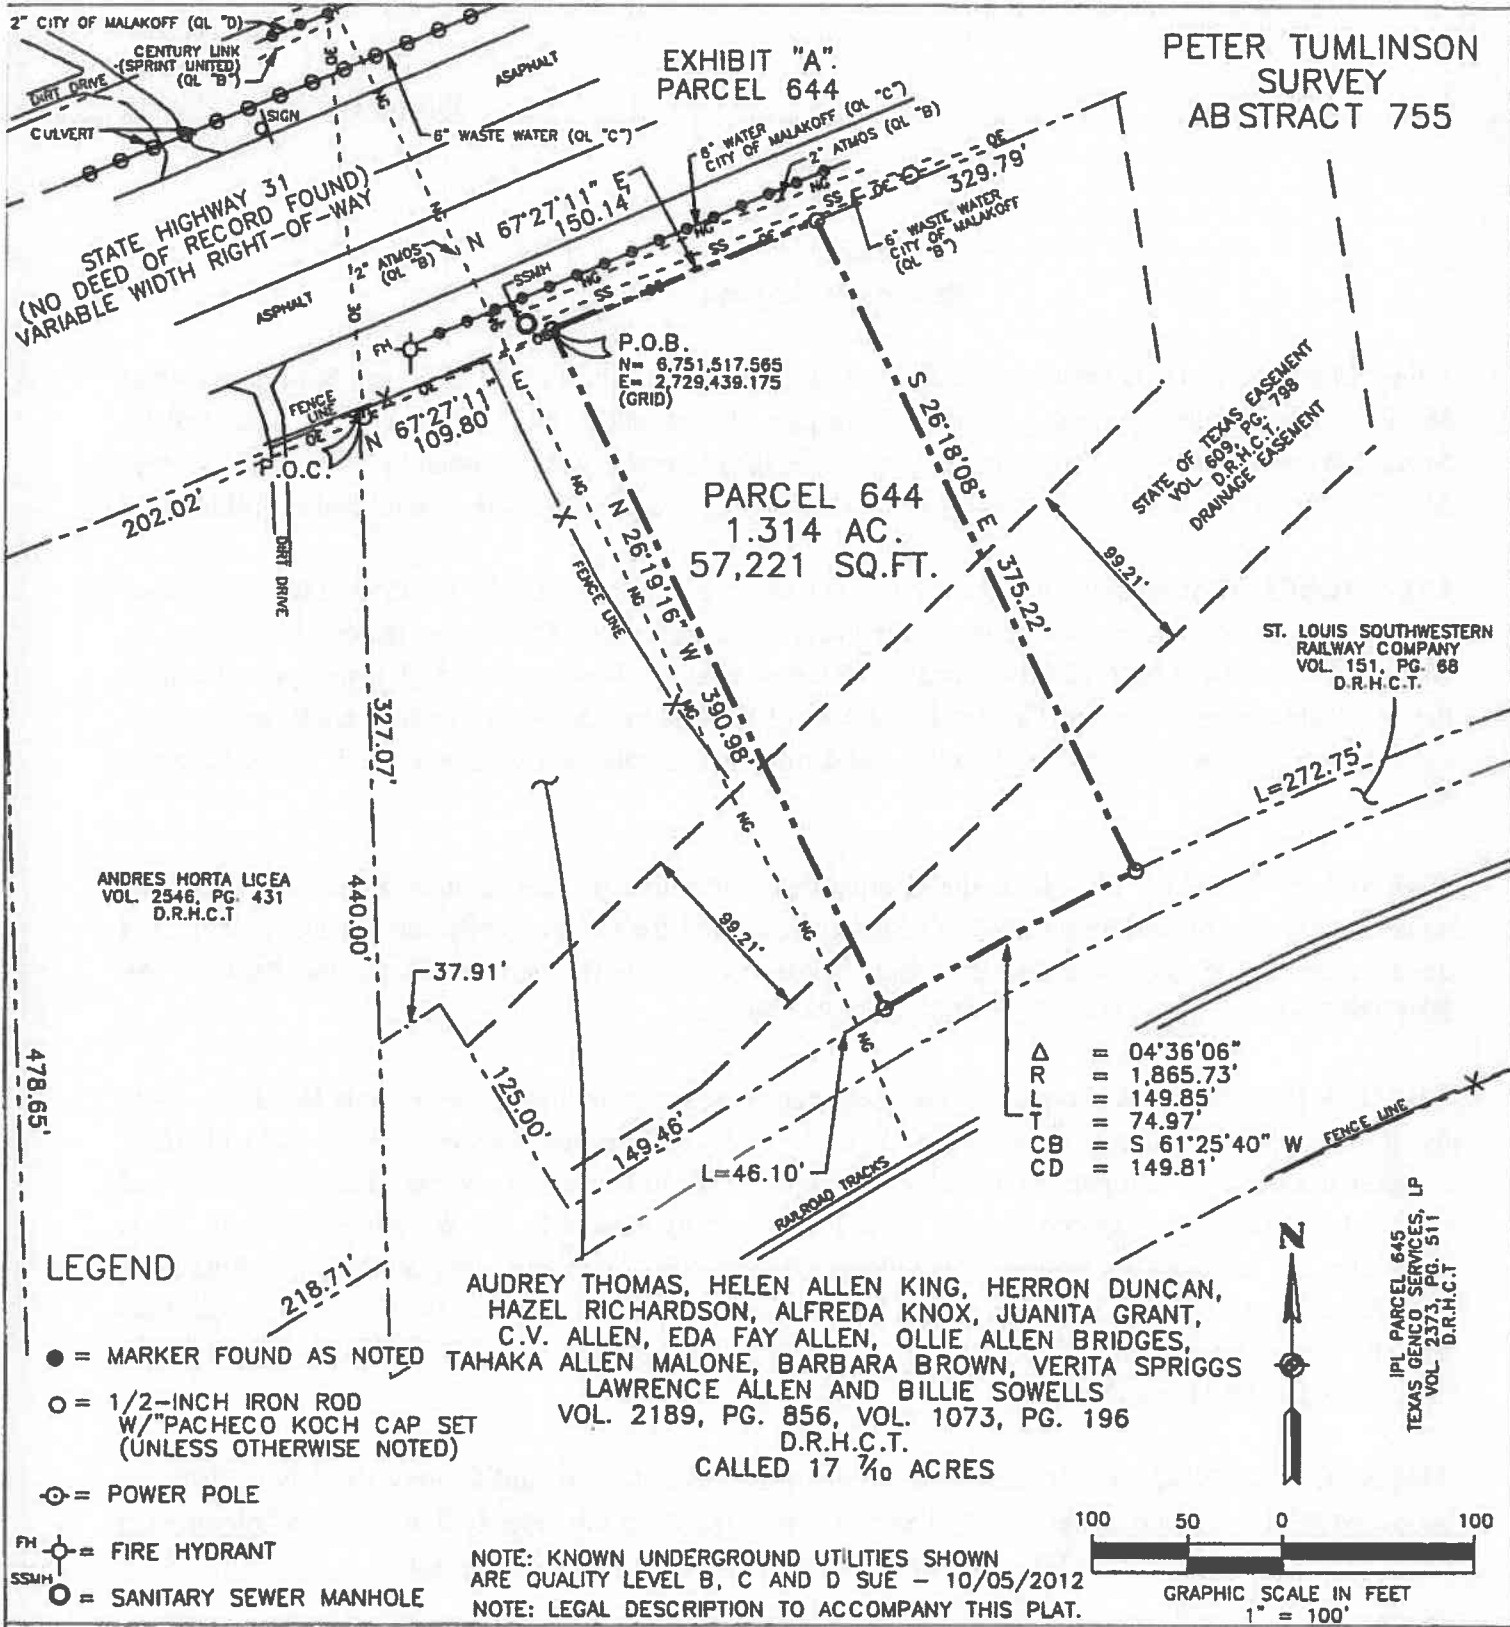 2" CITY OF MALAKOFF (QL "D)
CENTURY LINK
(SPRINT UNITED)
(QL "B")
DIRT DRIVE
CULVERT
SIGN
ASAPHALT
6" WASTE WATER (QL "C")
EXHIBIT "A".
PARCEL 644
PETER TUMLINSON
SURVEY
ABSTRACT 755
STATE HIGHWAY 31
(NO DEED OF RECORD FOUND)
VARIABLE WIDTH RIGHT-OF-WAY
ASPHALT
2" ATMOS
(QL "B)
N 67°27'11" E
150.14'
8" WATER
CITY OF MALAKOFF (QL "C")
2" ATMOS (QL "B)
NG
SS
OE
329.79'
6" WASTE WATER
CITY OF MALAKOFF
(QL "B")
SSMH
FH
P.O.B.
N= 6,751,517.565
E= 2,729,439.175
(GRID)
FENCE
LINE
OE
N 67°27'11" E
109.80'
P.O.C.
202.02'
DIRT DRIVE
PARCEL 644
1.314 AC.
57,221 SQ.FT.
S 26°18'08" E 375.22'
N 26°19'16" W 390.98'
FENCE LINE
NG
STATE OF TEXAS EASEMENT
VOL. 609, PG. 798
D.R.H.C.T.
DRAINAGE EASEMENT
99.21'
ST. LOUIS SOUTHWESTERN
RAILWAY COMPANY
VOL. 151, PG. 68
D.R.H.C.T.
L=272.75'
327.07'
440.00'
ANDRES HORTA LICEA
VOL. 2546, PG. 431
D.R.H.C.T
99.21'
37.91'
478.65'
125.00'
149.46'
L=46.10'
RAILROAD TRACKS
Δ = 04°36'06"
R = 1,865.73'
L = 149.85'
T = 74.97'
CB = S 61°25'40" W
CD = 149.81'
FENCE LINE
218.71'
IPL PARCEL 645
TEXAS GENCO SERVICES, LP
VOL. 2373, PG. 511
D.R.H.C.T
N
AUDREY THOMAS, HELEN ALLEN KING, HERRON DUNCAN,
HAZEL RICHARDSON, ALFREDA KNOX, JUANITA GRANT,
C.V. ALLEN, EDA FAY ALLEN, OLLIE ALLEN BRIDGES,
TAHAKA ALLEN MALONE, BARBARA BROWN, VERITA SPRIGGS
LAWRENCE ALLEN AND BILLIE SOWELLS
VOL. 2189, PG. 856, VOL. 1073, PG. 196
D.R.H.C.T.
CALLED 17 7/10 ACRES
LEGEND
= MARKER FOUND AS NOTED
= 1/2-INCH IRON ROD
W/"PACHECO KOCH CAP SET
(UNLESS OTHERWISE NOTED)
= POWER POLE
FH = FIRE HYDRANT
SSMH = SANITARY SEWER MANHOLE
NOTE: KNOWN UNDERGROUND UTILITIES SHOWN
ARE QUALITY LEVEL B, C AND D SUE – 10/05/2012
NOTE: LEGAL DESCRIPTION TO ACCOMPANY THIS PLAT.
100 50 0 100
GRAPHIC SCALE IN FEET
1" = 100'